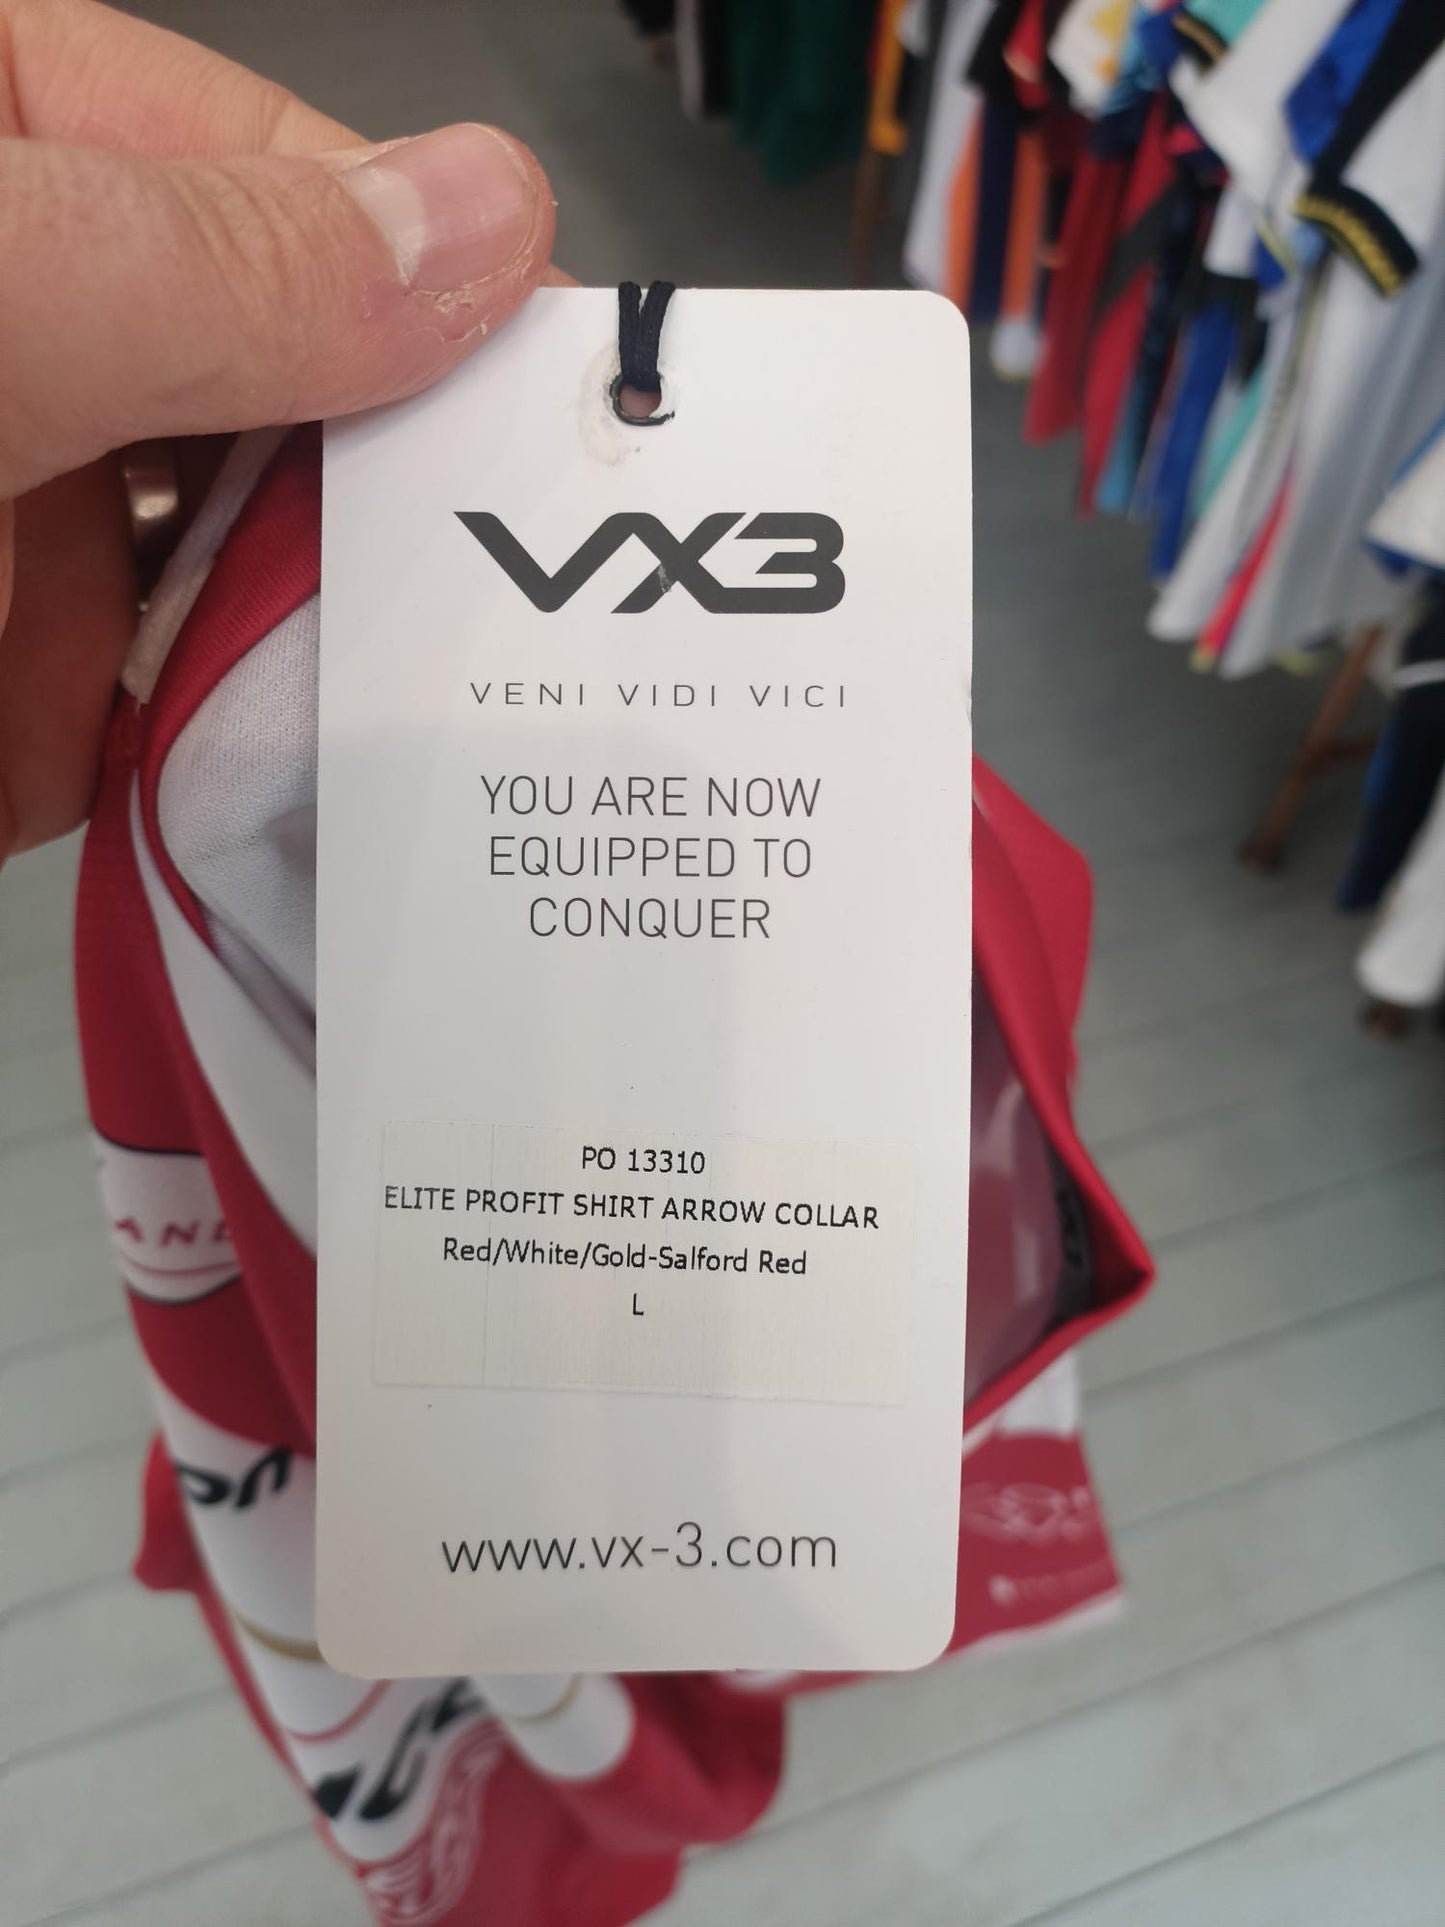 VX3
VENI VIDI VICI
YOU ARE NOW
EQUIPPED TO
CONQUER
PO 13310
ELITE PROFIT SHIRT ARROW COLLAR
Red/White/Gold-Salford Red
L
www.vx-3.com